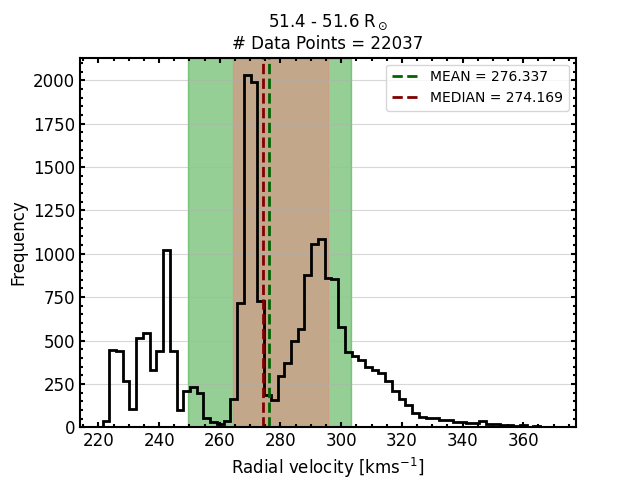 51.4 - 51.6 R⊙
# Data Points = 22037
MEAN = 276.337
MEDIAN = 274.169
Frequency
2000
1750
1500
1250
1000
750
500
250
0
220 240 260 280 300 320 340 360
Radial velocity [kms⁻¹]